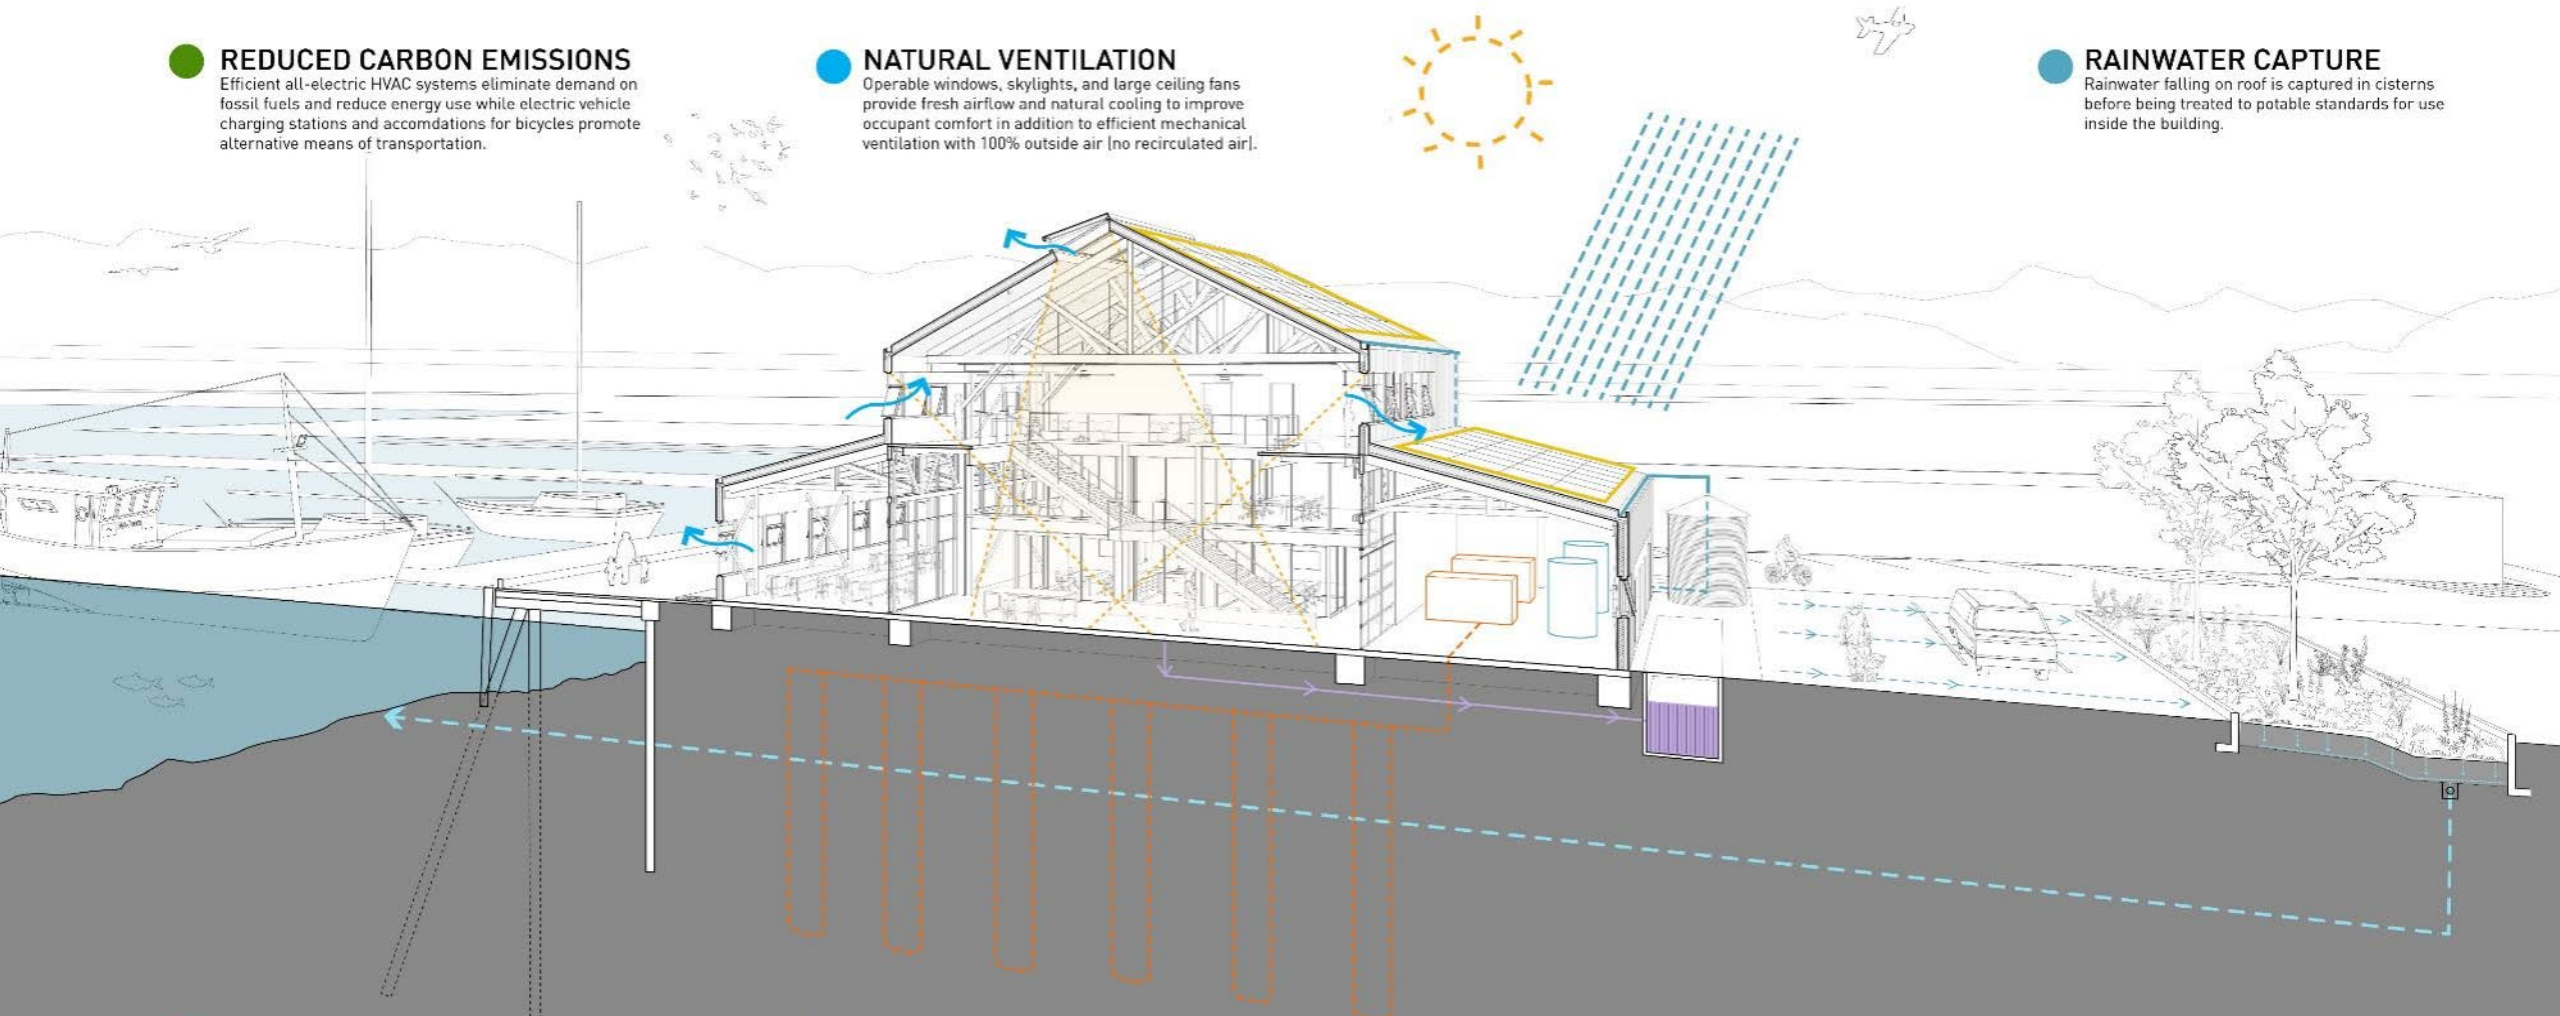 REDUCED CARBON EMISSIONS
Efficient all-electric HVAC systems eliminate demand on
fossil fuels and reduce energy use while electric vehicle
charging stations and accomdations for bicycles promote
alternative means of transportation.
NATURAL VENTILATION
Operable windows, skylights, and large ceiling fans
provide fresh airflow and natural cooling to improve
occupant comfort in addition to efficient mechanical
ventilation with 100% outside air (no recirculated air).
RAINWATER CAPTURE
Rainwater falling on roof is captured in cisterns
before being treated to potable standards for use
inside the building.